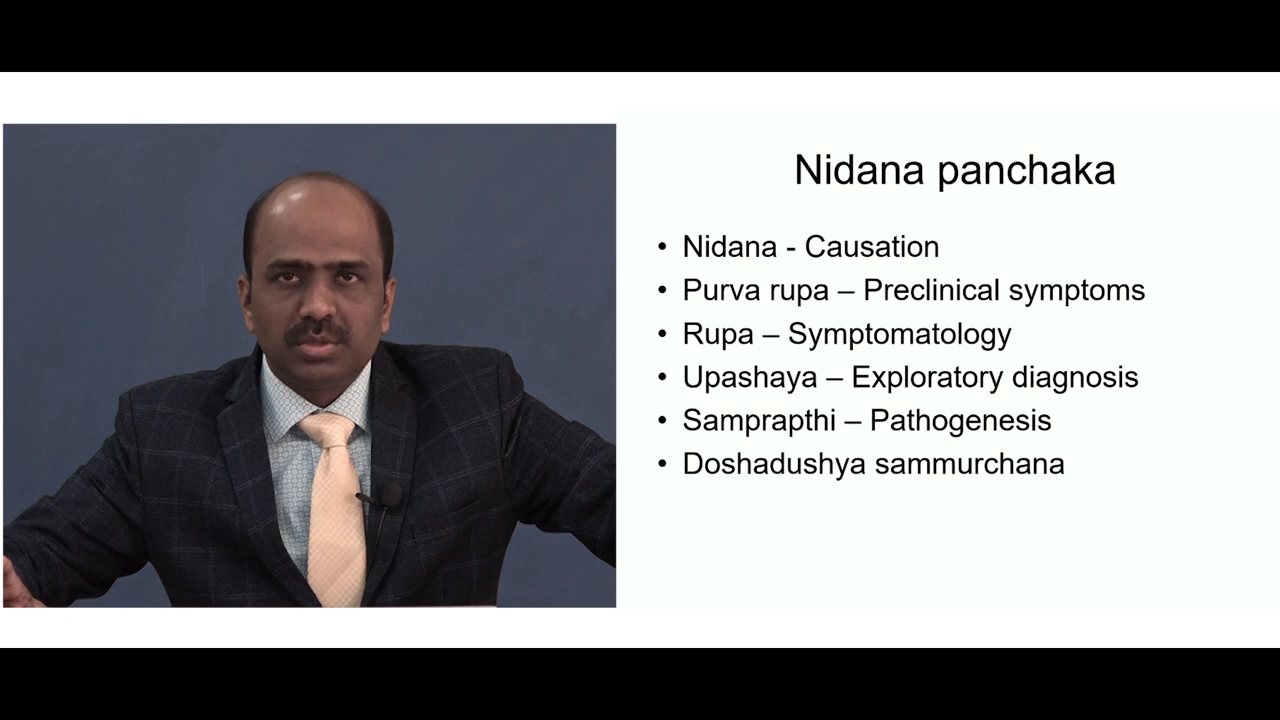 Nidana panchaka
• Nidana - Causation
• Purva rupa – Preclinical symptoms
• Rupa – Symptomatology
• Upashaya – Exploratory diagnosis
• Samprapthi – Pathogenesis
• Doshadushya sammurchana